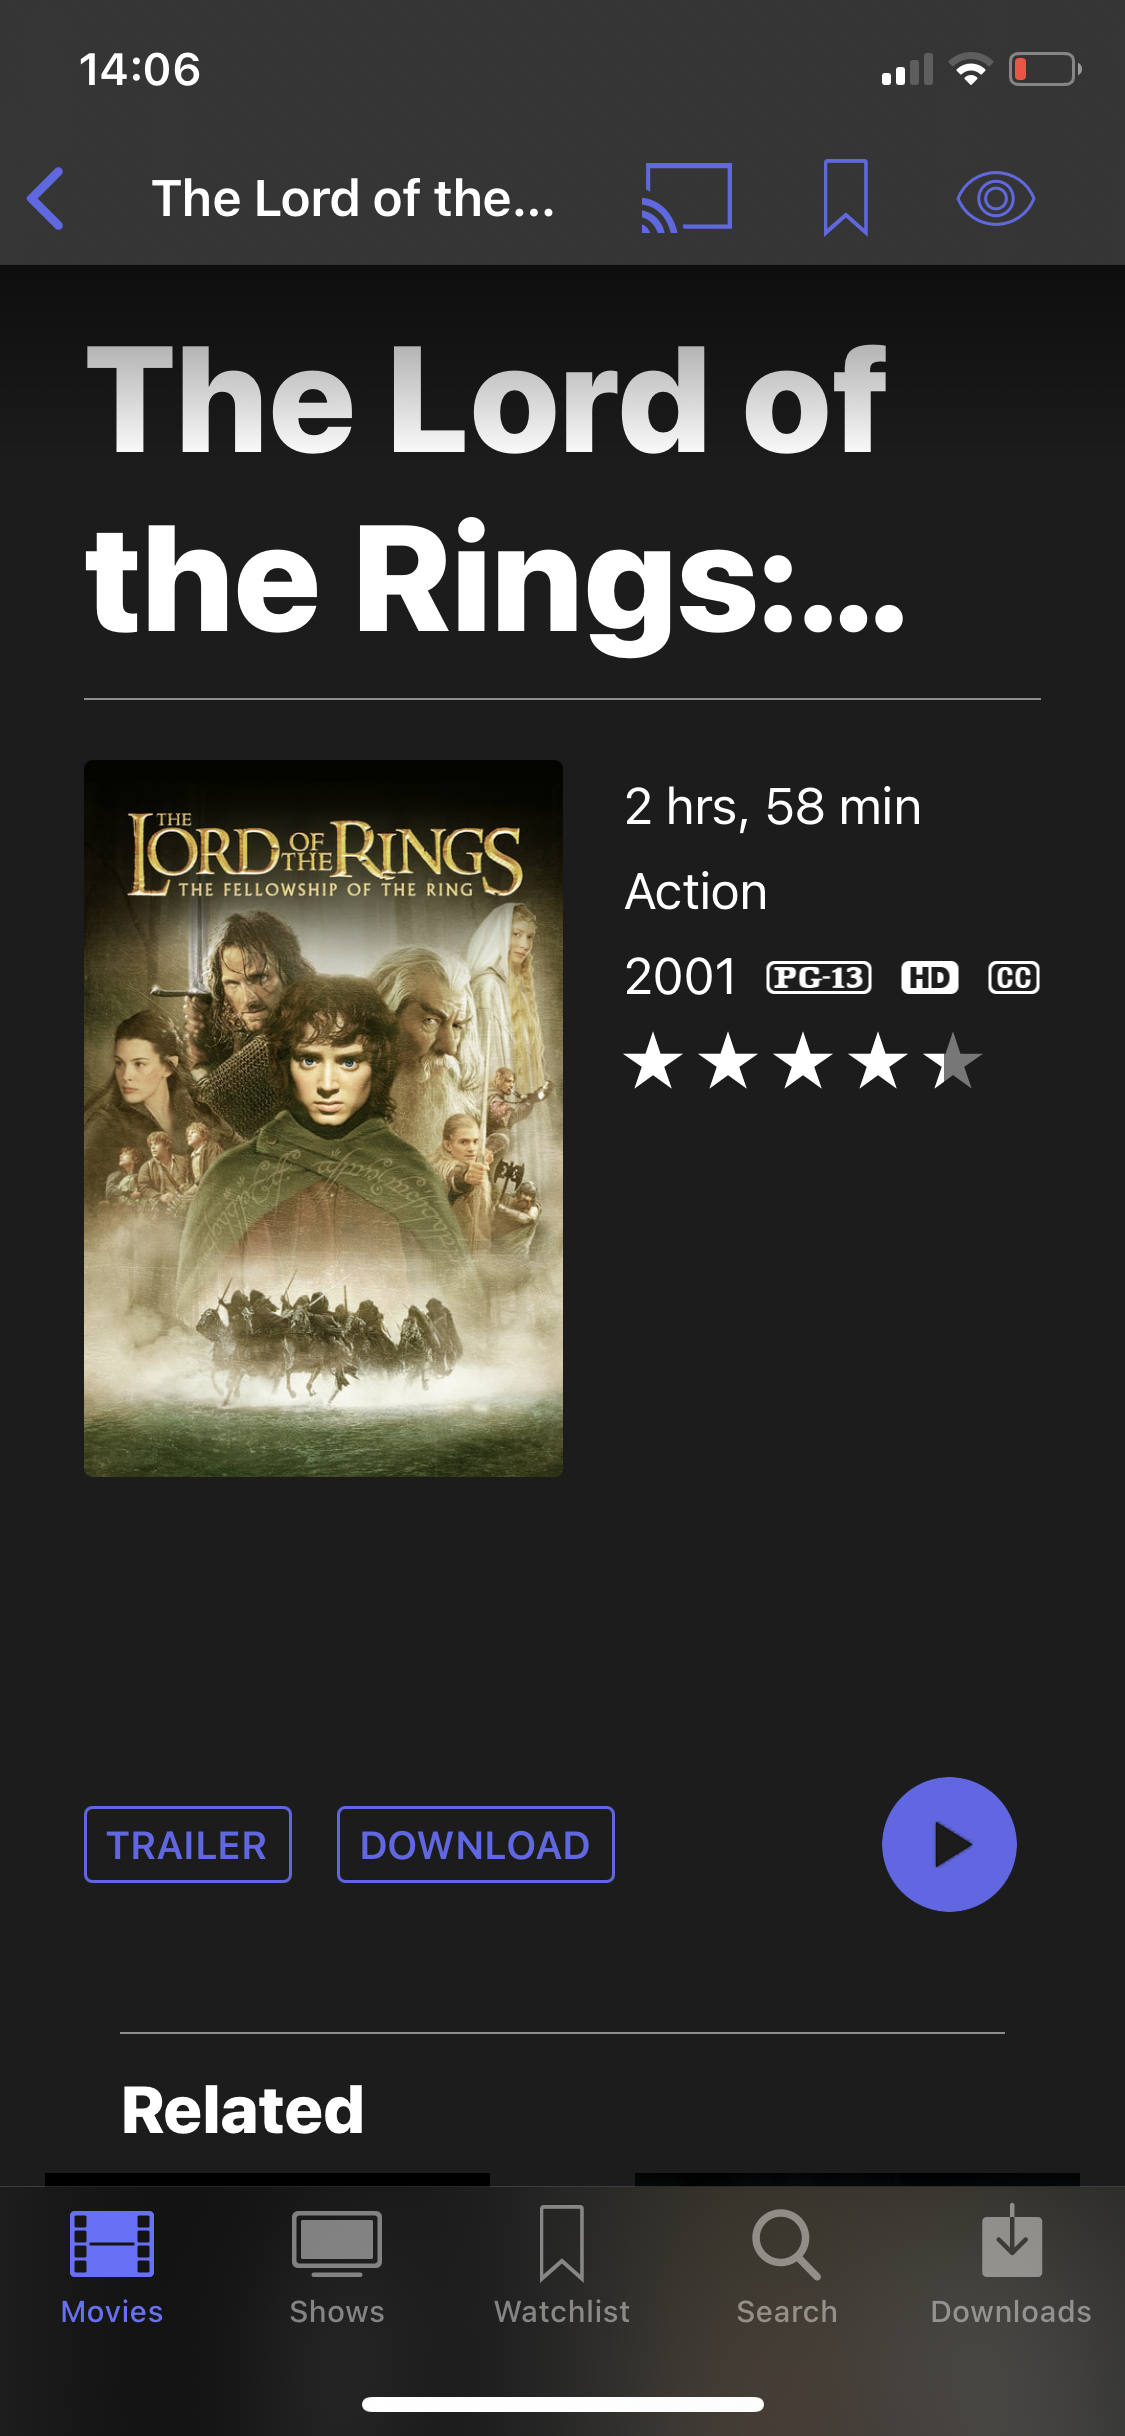 14:06
The Lord of the...
The Lord of
the Rings:...
THE
LORD OF THE RINGS
THE FELLOWSHIP OF THE RING
2 hrs, 58 min
Action
2001 PG-13 HD CC
TRAILER DOWNLOAD
Related
Movies Shows Watchlist Search Downloads